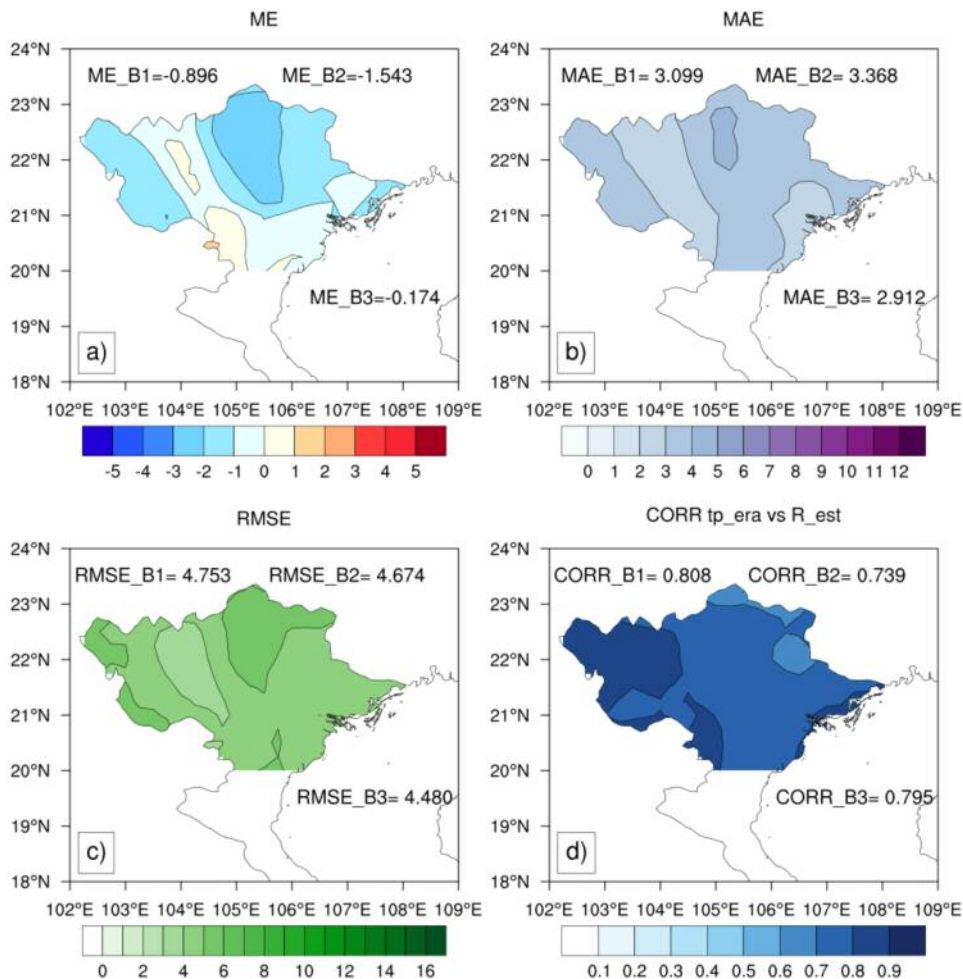 ME
MAE
24°N
23°N
22°N
21°N
20°N
19°N
18°N
ME_B1=-0.896
ME_B2=-1.543
ME_B3=-0.174
a)
102°E 103°E 104°E 105°E 106°E 107°E 108°E 109°E
-5 -4 -3 -2 -1 0 1 2 3 4 5
24°N
23°N
22°N
21°N
20°N
19°N
18°N
MAE_B1= 3.099
MAE_B2= 3.368
MAE_B3= 2.912
b)
102°E 103°E 104°E 105°E 106°E 107°E 108°E 109°E
0 1 2 3 4 5 6 7 8 9 10 11 12
RMSE
CORR tp_era vs R_est
24°N
23°N
22°N
21°N
20°N
19°N
18°N
RMSE_B1= 4.753
RMSE_B2= 4.674
RMSE_B3= 4.480
c)
102°E 103°E 104°E 105°E 106°E 107°E 108°E 109°E
0 2 4 6 8 10 12 14 16
24°N
23°N
22°N
21°N
20°N
19°N
18°N
CORR_B1= 0.808
CORR_B2= 0.739
CORR_B3= 0.795
d)
102°E 103°E 104°E 105°E 106°E 107°E 108°E 109°E
0.1 0.2 0.3 0.4 0.5 0.6 0.7 0.8 0.9